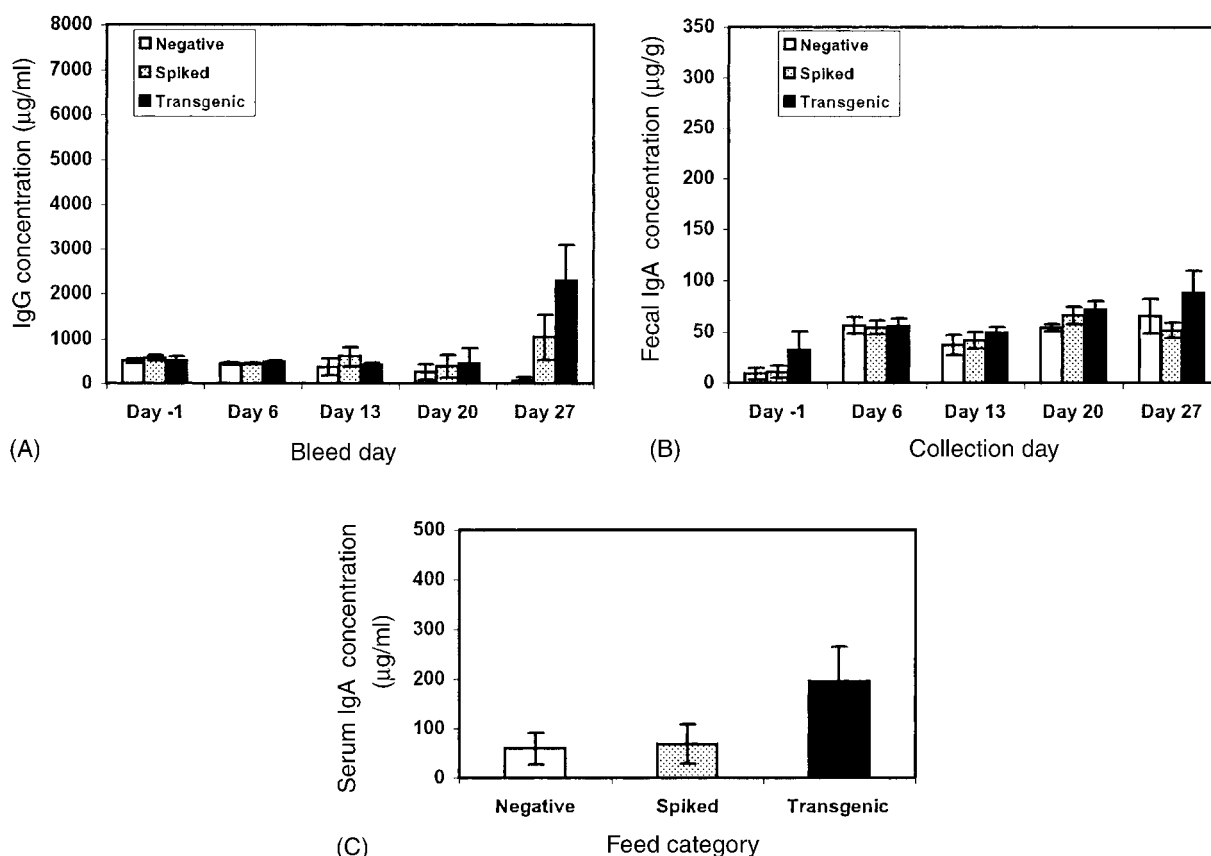 8000
7000
6000
5000
4000
3000
2000
1000
0
IgG concentration (µg/ml)
Negative
Spiked
Transgenic
Day -1 Day 6 Day 13 Day 20 Day 27
(A) Bleed day
350
300
250
200
150
100
50
0
Fecal IgA concentration (µg/g)
Negative
Spiked
Transgenic
Day -1 Day 6 Day 13 Day 20 Day 27
(B) Collection day
500
400
300
200
100
0
Serum IgA concentration
(µg/ml)
Negative Spiked Transgenic
(C) Feed category